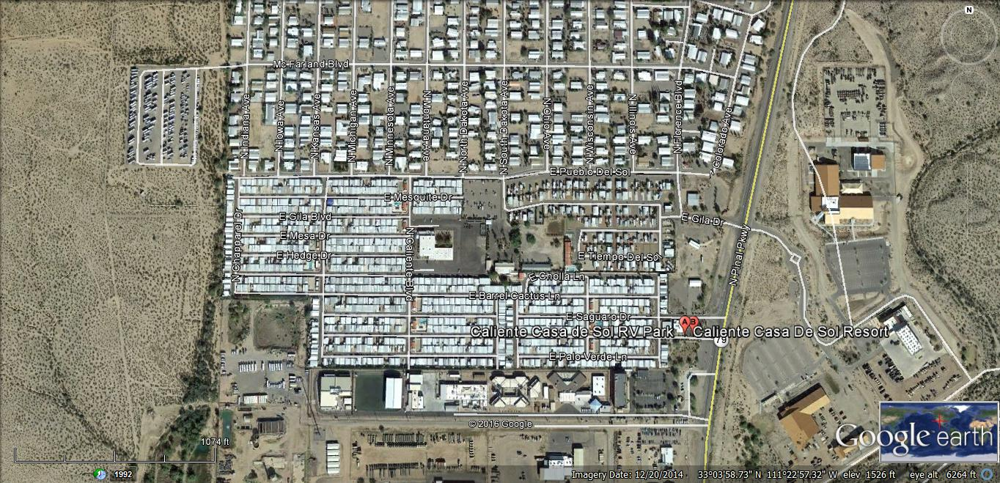 N
Mc Farland Blvd
N Indiana Ave
N Iowa Ave
N Kansas Ave
N Michigan Ave
N Minnesota Ave
N Montana Ave
N North Dakota Ave
N South Dakota Ave
N Ohio Ave
N Wisconsin Ave
N Illinois Ave
N Florence Blvd
N Colorado Ave
E Pueblo Del Sol
E Mesquite Dr
E Gila Blvd
E Gila Dr
E Mesa Dr
E Hedge Dr
N Chapparel Dr
N Caliente Blvd
N Pinal Pkwy
E Tiempo Del So
E Cholla Ln
E Barrel Cactus Ln
E Saguaro Dr
A B
Caliente Casa de Sol RV Park
Caliente Casa De Sol Resort
79
E Palo Verde Ln
© 2016 Google
Google earth
1074 ft
1992
Imagery Date: 12/20/2014 33°03'58.73" N 111°22'57.32" W elev 1526 ft eye alt 6264 ft